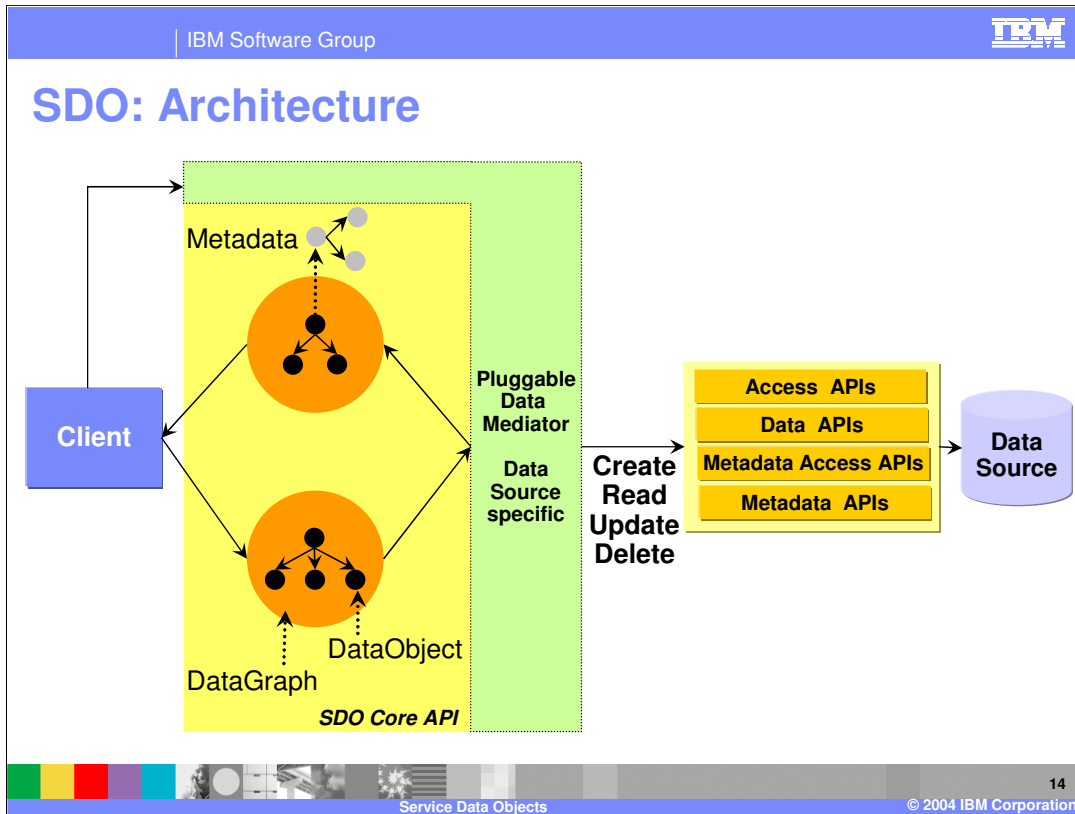 IBM Software Group
IBM
SDO: Architecture
Metadata
Client
Pluggable
Data
Mediator
Data
Source
specific
Create
Read
Update
Delete
Access APIs
Data APIs
Metadata Access APIs
Metadata APIs
Data
Source
DataObject
DataGraph
SDO Core API
14
Service Data Objects
© 2004 IBM Corporation